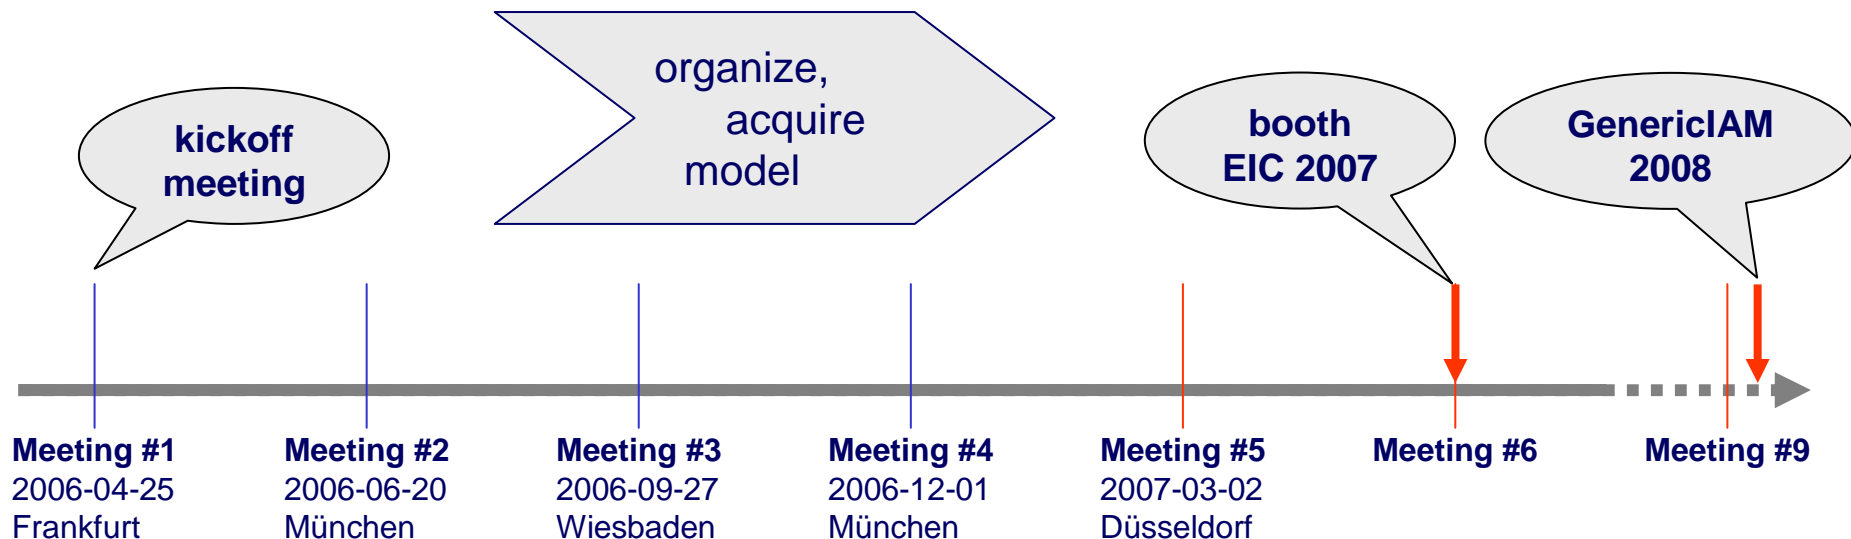 kickoff
meeting
organize,
acquire
model
booth
EIC 2007
GenericIAM
2008
Meeting #1
2006-04-25
Frankfurt
Meeting #2
2006-06-20
München
Meeting #3
2006-09-27
Wiesbaden
Meeting #4
2006-12-01
München
Meeting #5
2007-03-02
Düsseldorf
Meeting #6
Meeting #9